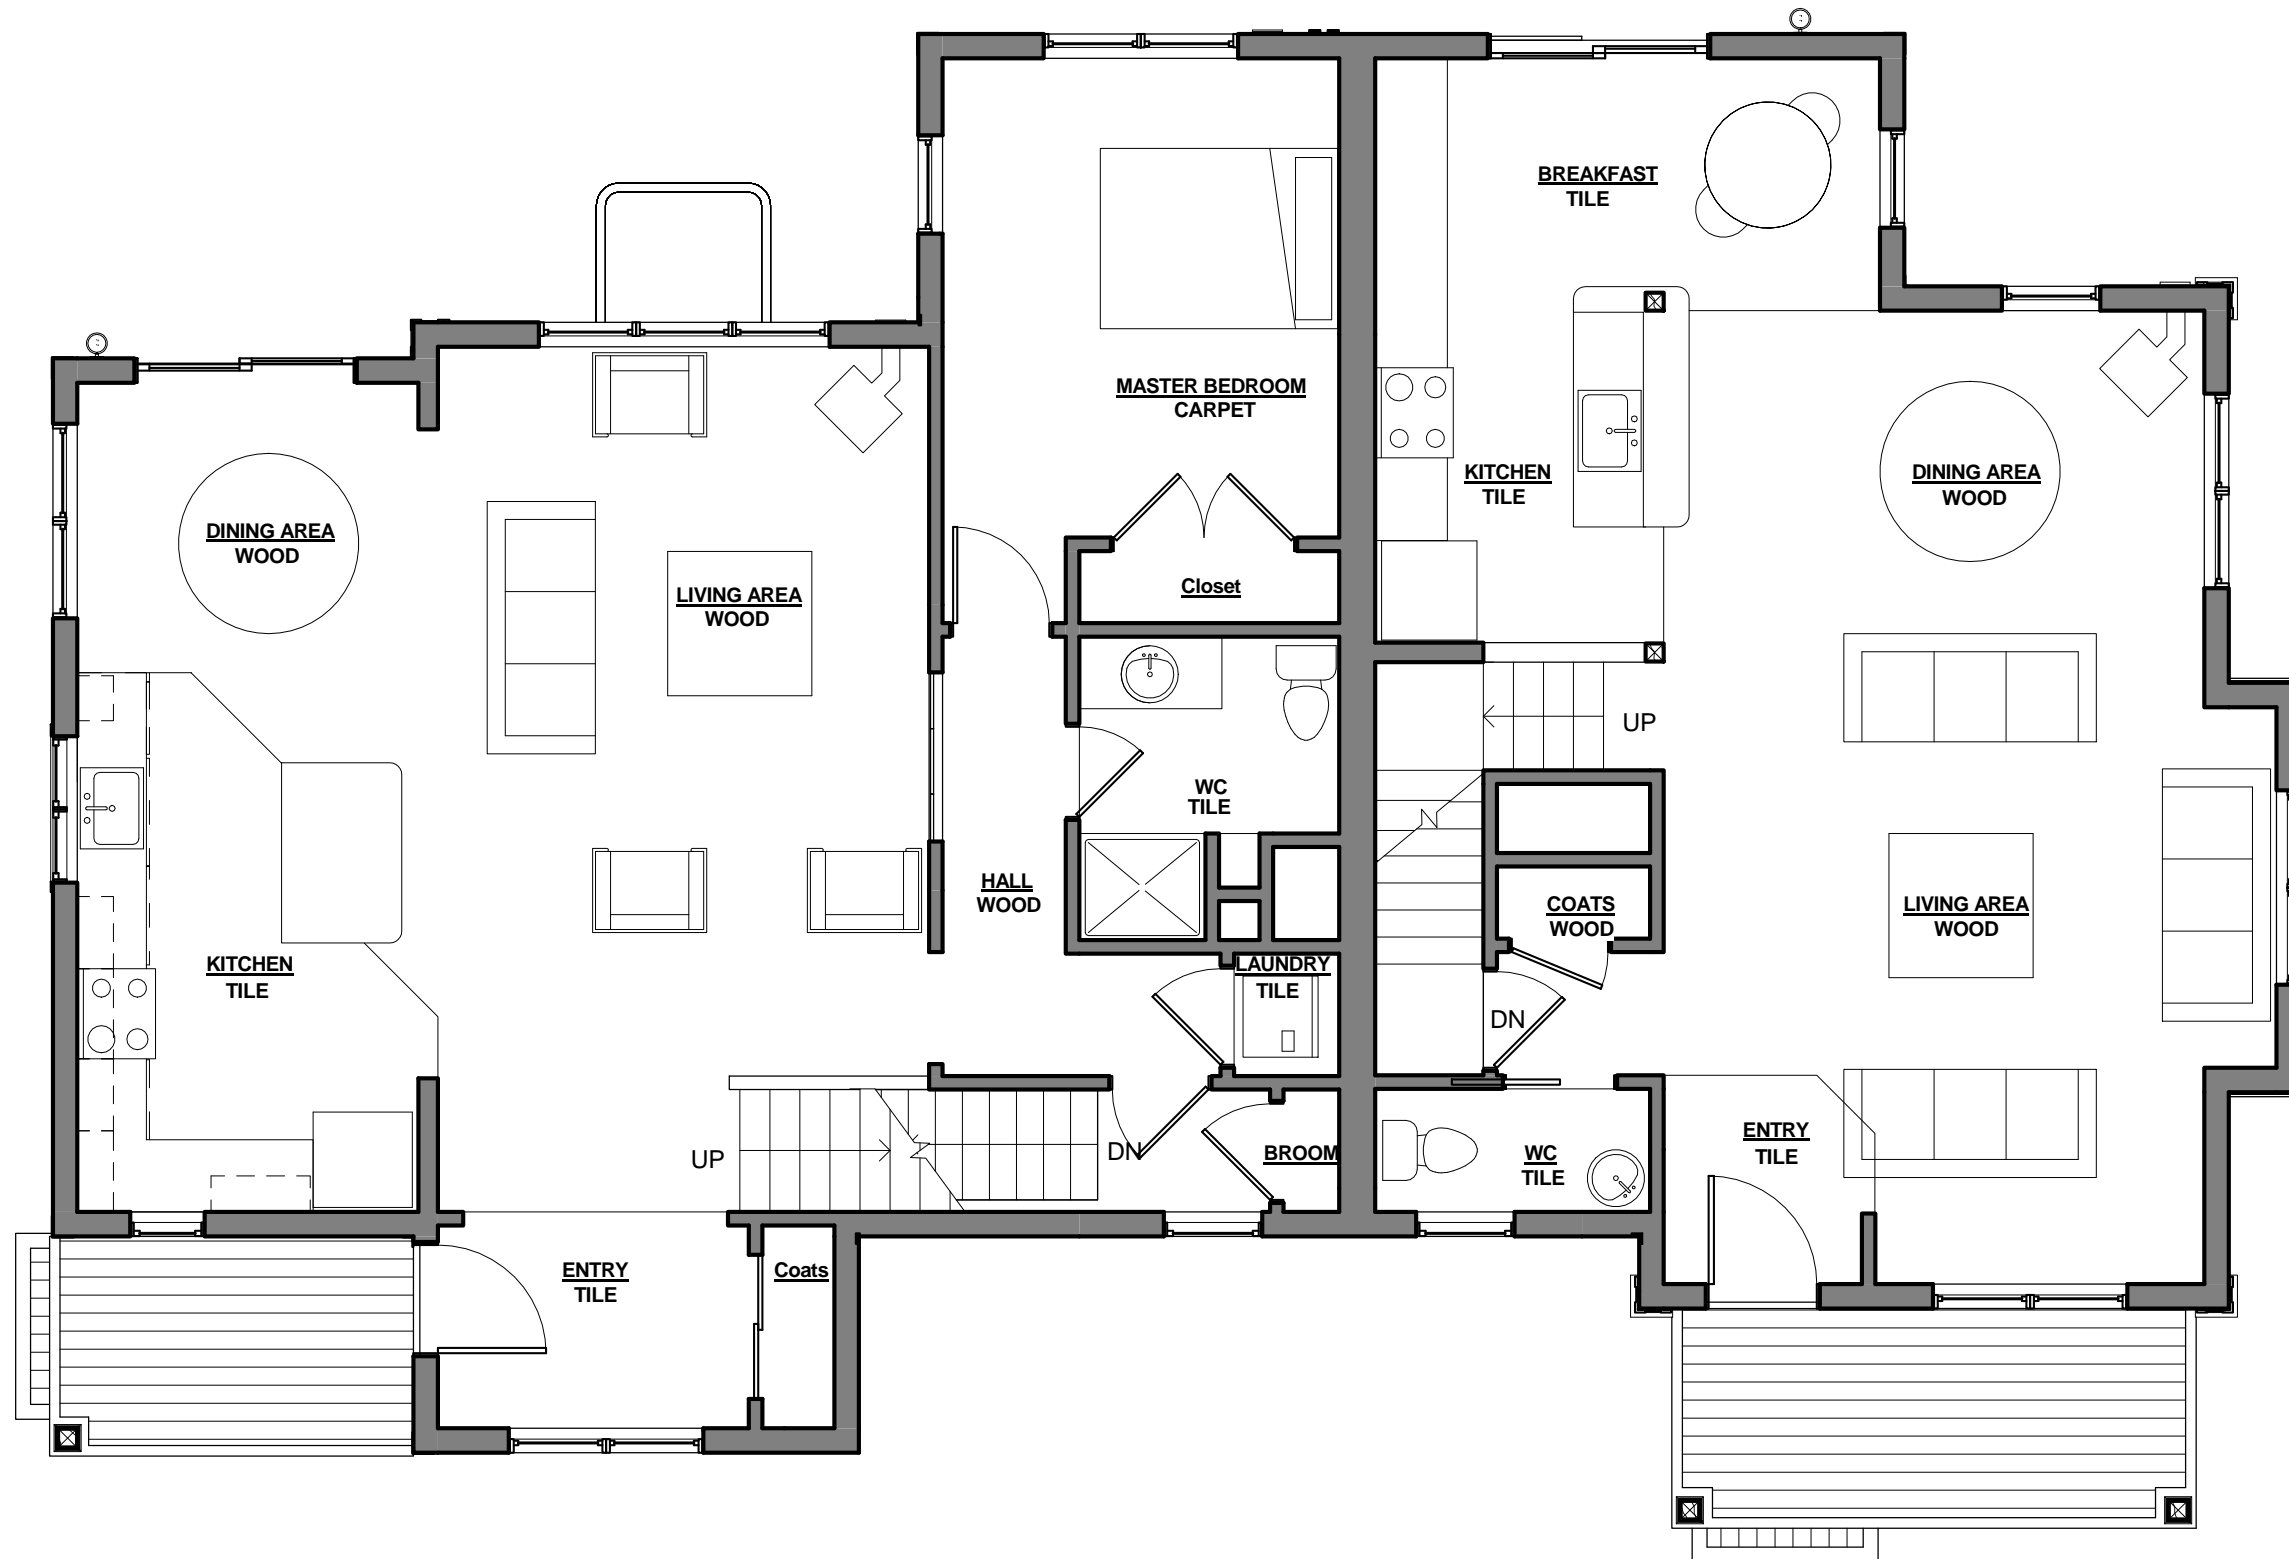 BREAKFAST
TILE
MASTER BEDROOM
CARPET
KITCHEN
TILE
DINING AREA
WOOD
DINING AREA
WOOD
LIVING AREA
WOOD
Closet
UP
WC
TILE
HALL
WOOD
COATS
WOOD
LIVING AREA
WOOD
KITCHEN
TILE
LAUNDRY
TILE
DN
UP
DN
BROOM
WC
TILE
ENTRY
TILE
ENTRY
TILE
Coats